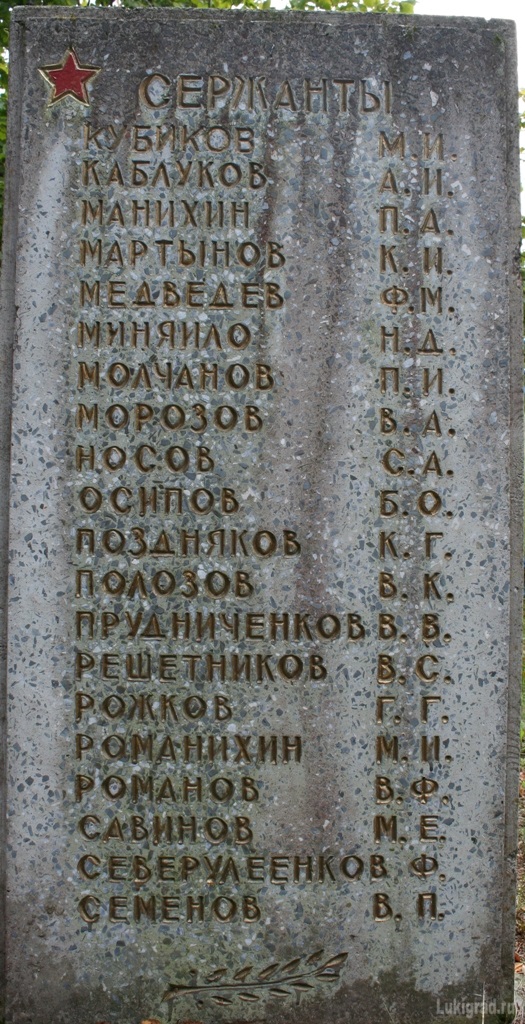 СЕРЖАНТЫ
КУБИКОВ М.И.
КАБЛУКОВ А.И.
МАНИХИН П.А.
МАРТЫНОВ К.И.
МЕДВЕДЕВ Ф.М.
МИНЯИЛО Н.Д.
МОЛЧАНОВ П.И.
МОРОЗОВ В.А.
НОСОВ С.А.
ОСИПОВ Б.О.
ПОЗДНЯКОВ К.Г.
ПОЛОЗОВ В.К.
ПРУДНИЧЕНКОВ В.В.
РЕШЕТНИКОВ В.С.
РОЖКОВ Г.Г.
РОМАНИХИН М.И.
РОМАНОВ В.Ф.
САВИНОВ М.Е.
СЕВЕРУЛЕЕНКОВ Ф.
СЕМЕНОВ В.П.
Lukigrad.ru